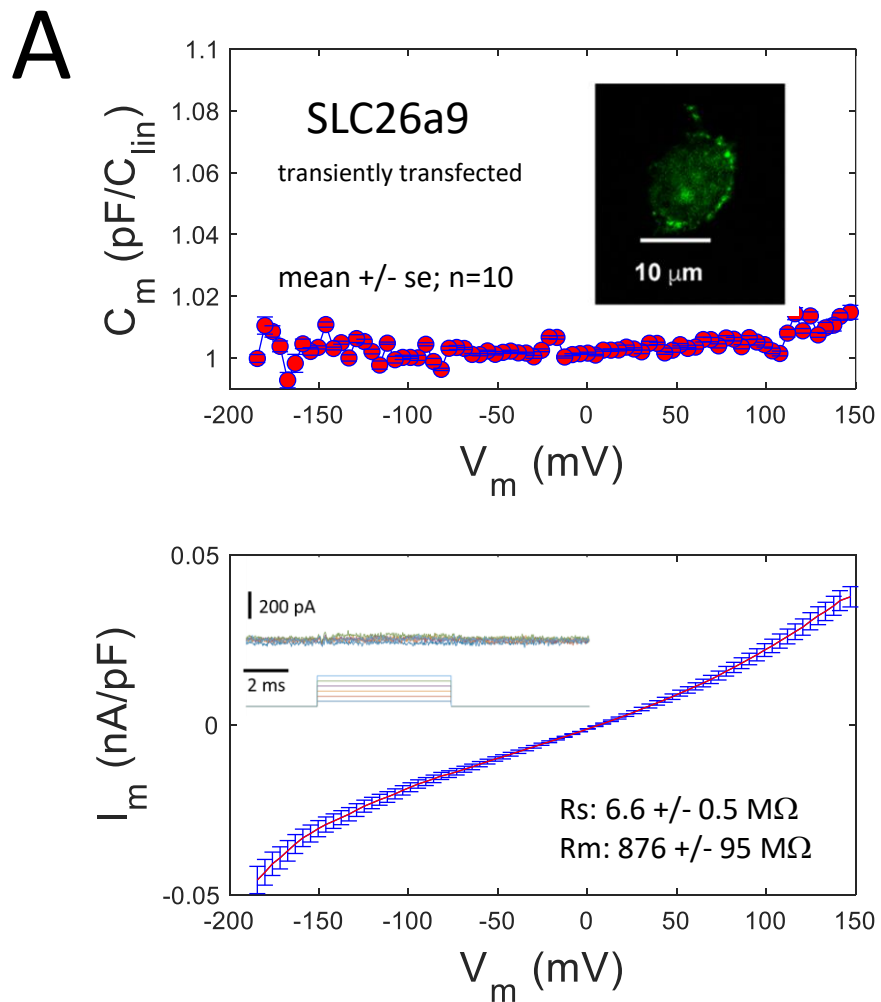 A
1.1
1.08
1.06
1.04
1.02
1
C_m (pF/C_lin)
SLC26a9
transiently transfected
mean +/- se; n=10
10 μm
-200 -150 -100 -50 0 50 100 150
V_m (mV)
0.05
0
-0.05
I_m (nA/pF)
200 pA
2 ms
Rs: 6.6 +/- 0.5 MΩ
Rm: 876 +/- 95 MΩ
-200 -150 -100 -50 0 50 100 150
V_m (mV)